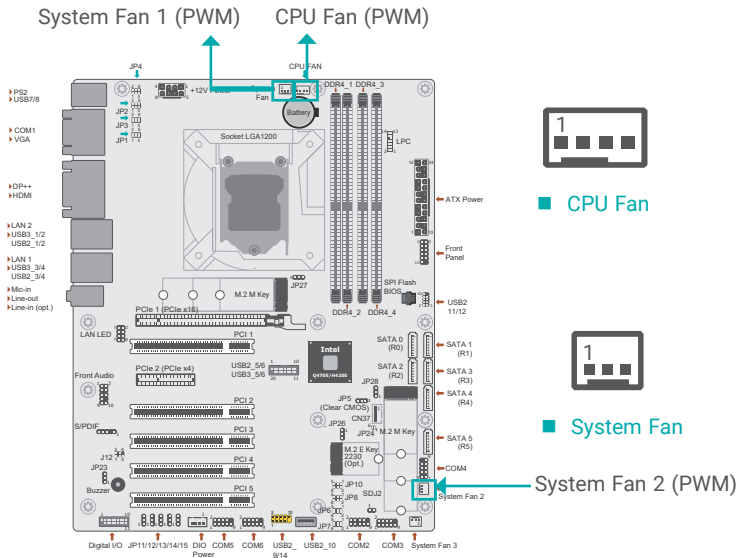 System Fan 1 (PWM)
CPU Fan (PWM)
JP4
CPU FAN
PS2
USB7/8
+12V
Fan
DDR4_1
DDR4_3
Battery
JP2
JP3
JP1
COM1
VGA
Socket LGA1200
LPC
1
CPU Fan
DP++
HDMI
ATX Power
LAN 2
USB3_1/2
USB2_1/2
Front
Panel
LAN 1
USB3_3/4
USB2_3/4
JP27
M.2 M Key
SPI Flash
BIOS
Mic-in
Line-out
Line-in (opt.)
USB2
11/12
PCIe 1 (PCIe x16)
DDR4_2
DDR4_4
LAN LED
PCI 1
Intel
Q470E/H420E
SATA 0
(R0)
SATA 1
(R1)
1
System Fan
PCIe 2 (PCIe x4)
USB2_5/6
USB3_5/6
SATA 2
(R2)
SATA 3
(R3)
Front Audio
JP28
JP5
(Clear CMOS)
SATA 4
(R4)
PCI 2
CN37
JP26
JP24
M.2 M Key
S/PDIF
PCI 3
SATA 5
(R5)
J12
M.2 E Key
2230
(Opt.)
JP23
PCI 4
COM4
Buzzer
JP10
JP8
SDJ2
System Fan 2 (PWM)
PCI 5
System Fan 2
JP6
JP7
Digital I/O
JP11/12/13/14/15
DIO
Power
COM5
COM6
USB2_
9/14
USB2_10
COM2
COM3
System Fan 3